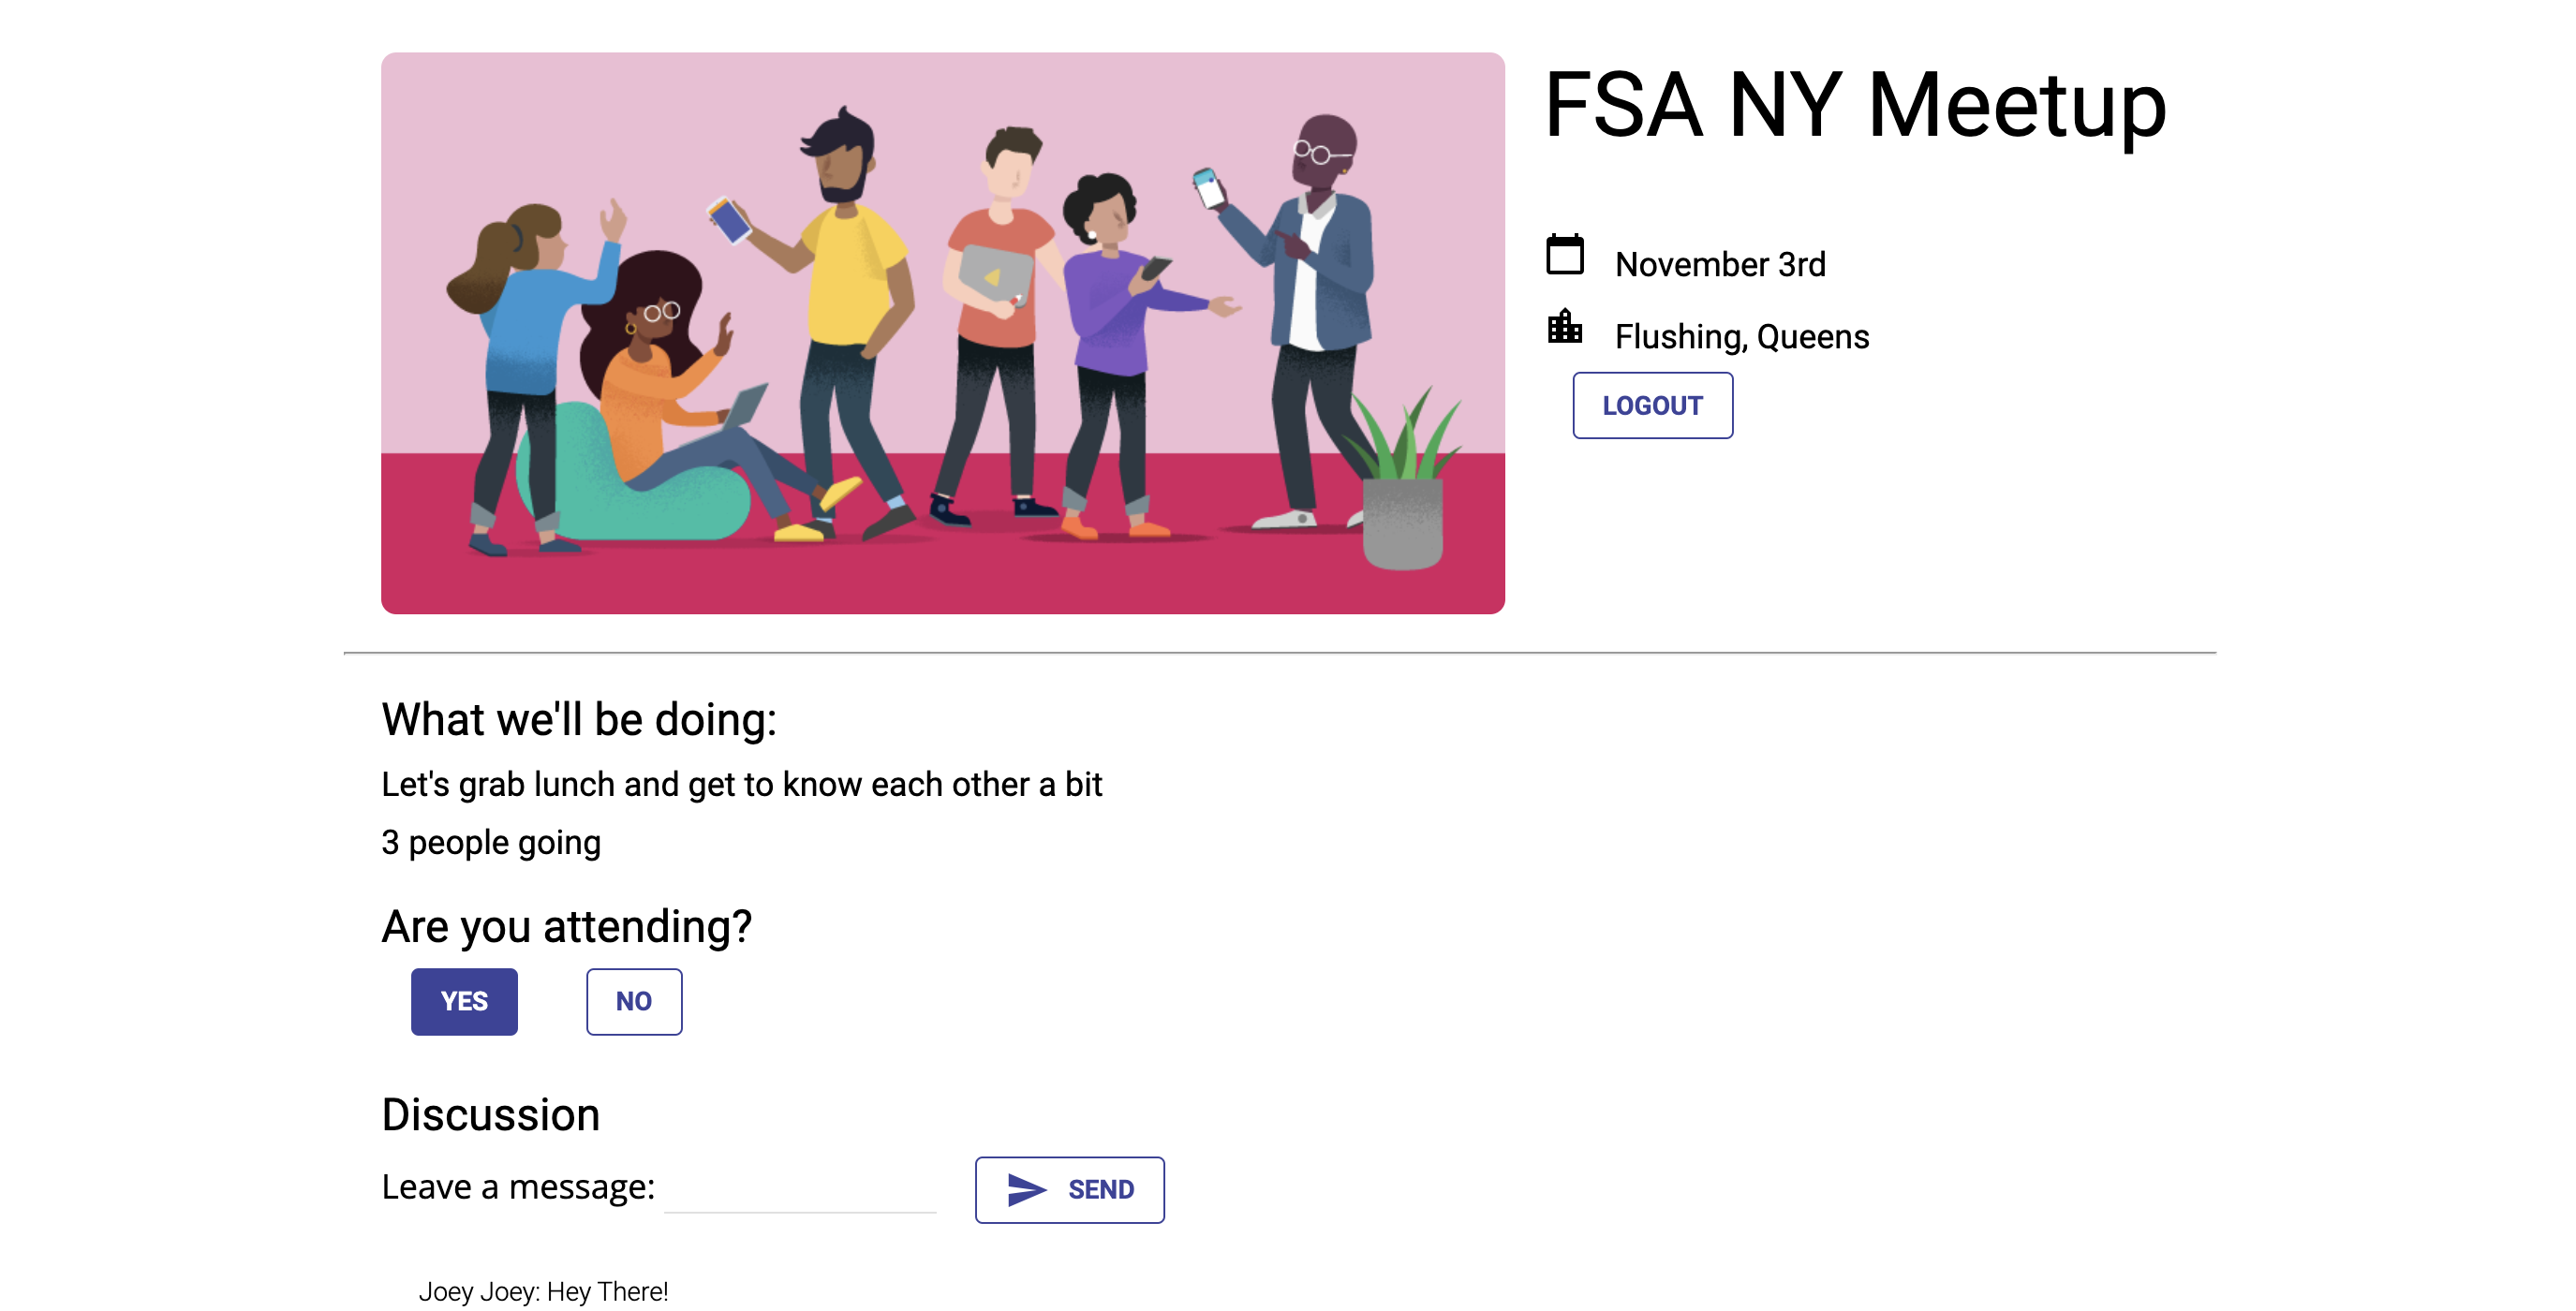 FSA NY Meetup
November 3rd
Flushing, Queens
LOGOUT
What we'll be doing:
Let's grab lunch and get to know each other a bit
3 people going
Are you attending?
YES
NO
Discussion
Leave a message:
SEND
Joey Joey: Hey There!